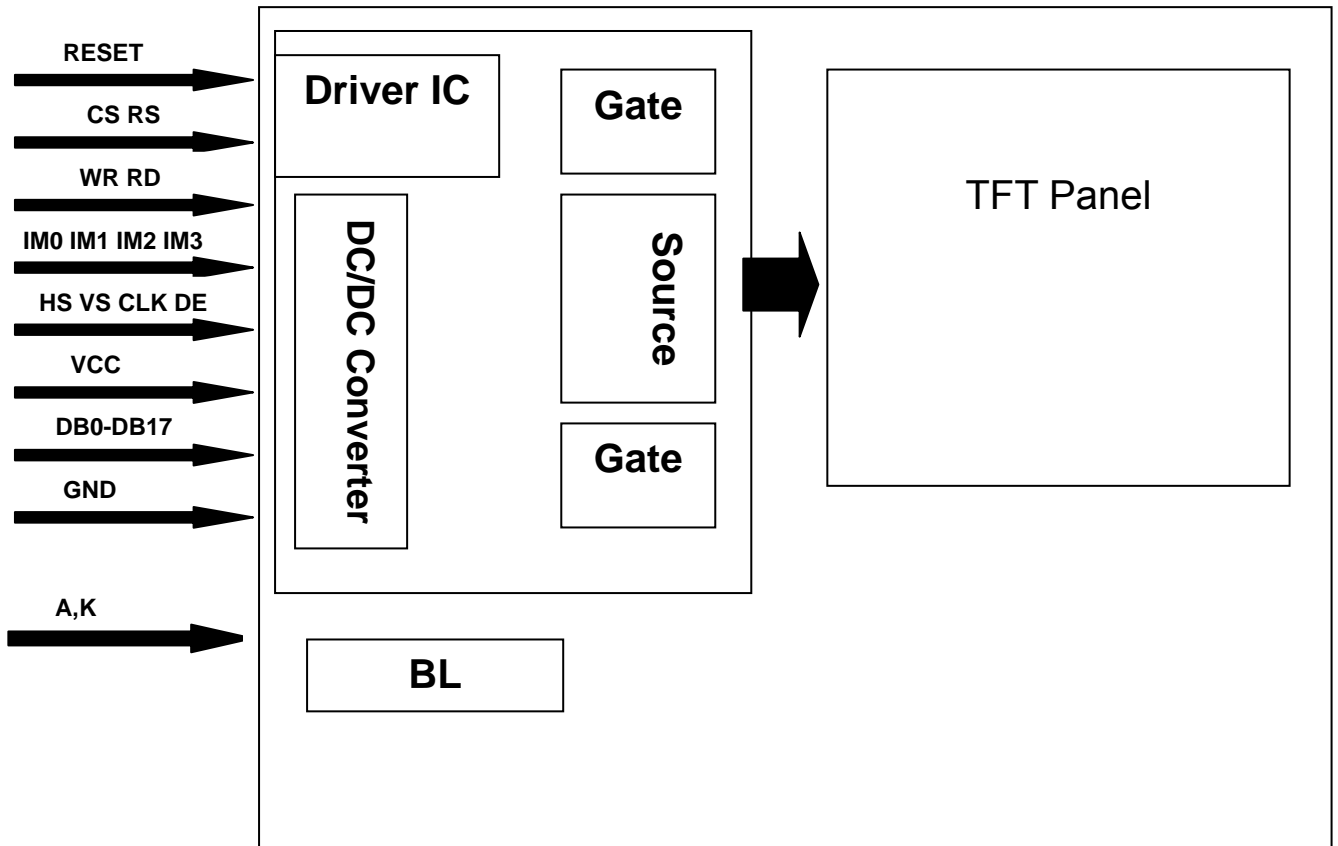 RESET
CS RS
WR RD
IM0 IM1 IM2 IM3
HS VS CLK DE
VCC
DB0-DB17
GND
A,K
Driver IC
DC/DC Converter
Gate
Source
Gate
BL
TFT Panel